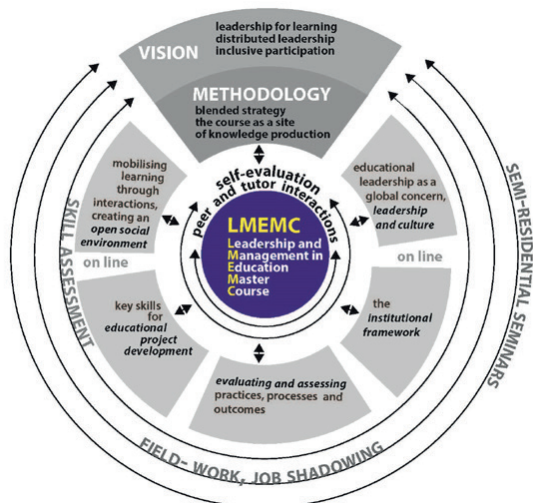 VISION
leadership for learning
distributed leadership
inclusive participation
METHODOLOGY
blended strategy
the course as a site
of knowledge production
self-evaluation
peer and tutor interactions
LMEMC
Leadership and
Management in
Education
Master
Course
mobilising
learning
through
interactions,
creating an
open social
environment
educational
leadership as a
global concern,
leadership
and culture
on line
on line
key skills
for
educational
project
development
the
institutional
framework
evaluating and assessing
practices, processes and
outcomes
SKILL ASSESSMENT
FIELD- WORK, JOB SHADOWING
SEMI-RESIDENTIAL SEMINARS